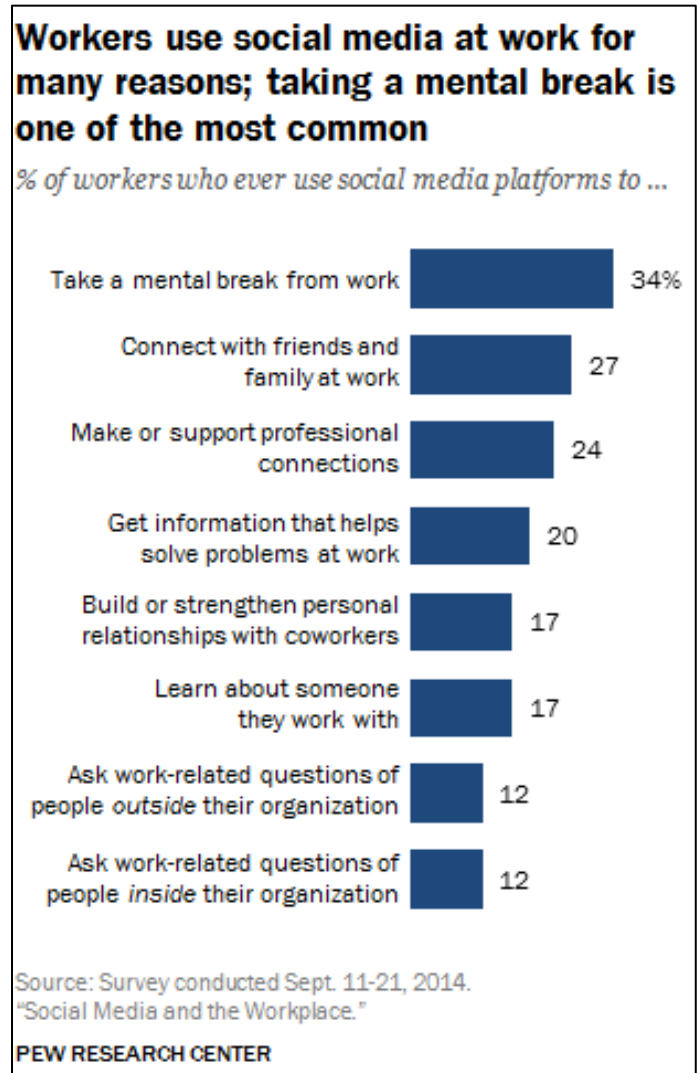 Workers use social media at work for
many reasons; taking a mental break is
one of the most common
% of workers who ever use social media platforms to ...
Take a mental break from work 34%
Connect with friends and
family at work 27
Make or support professional
connections 24
Get information that helps
solve problems at work 20
Build or strengthen personal
relationships with coworkers 17
Learn about someone
they work with 17
Ask work-related questions of
people outside their organization 12
Ask work-related questions of
people inside their organization 12
Source: Survey conducted Sept. 11-21, 2014.
“Social Media and the Workplace.”
PEW RESEARCH CENTER